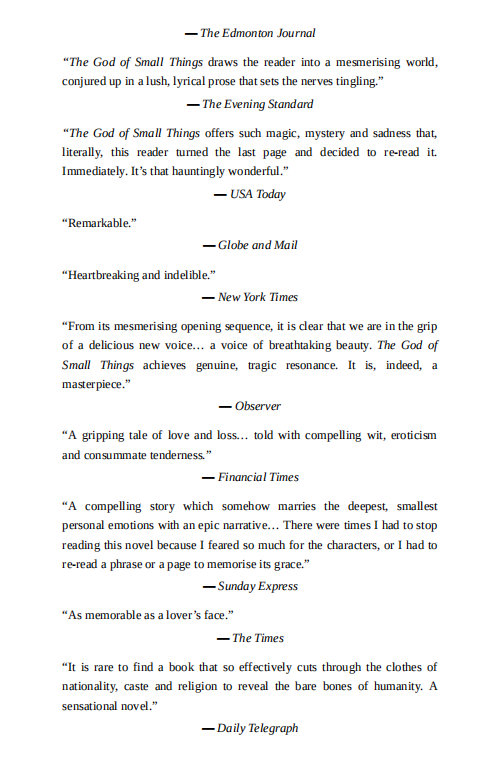 — The Edmonton Journal
“The God of Small Things draws the reader into a mesmerising world,
conjured up in a lush, lyrical prose that sets the nerves tingling.”
— The Evening Standard
“The God of Small Things offers such magic, mystery and sadness that,
literally, this reader turned the last page and decided to re-read it.
Immediately. It’s that hauntingly wonderful.”
— USA Today
“Remarkable.”
— Globe and Mail
“Heartbreaking and indelible.”
— New York Times
“From its mesmerising opening sequence, it is clear that we are in the grip
of a delicious new voice… a voice of breathtaking beauty. The God of
Small Things achieves genuine, tragic resonance. It is, indeed, a
masterpiece.”
— Observer
“A gripping tale of love and loss… told with compelling wit, eroticism
and consummate tenderness.”
— Financial Times
“A compelling story which somehow marries the deepest, smallest
personal emotions with an epic narrative… There were times I had to stop
reading this novel because I feared so much for the characters, or I had to
re-read a phrase or a page to memorise its grace.”
— Sunday Express
“As memorable as a lover’s face.”
— The Times
“It is rare to find a book that so effectively cuts through the clothes of
nationality, caste and religion to reveal the bare bones of humanity. A
sensational novel.”
— Daily Telegraph